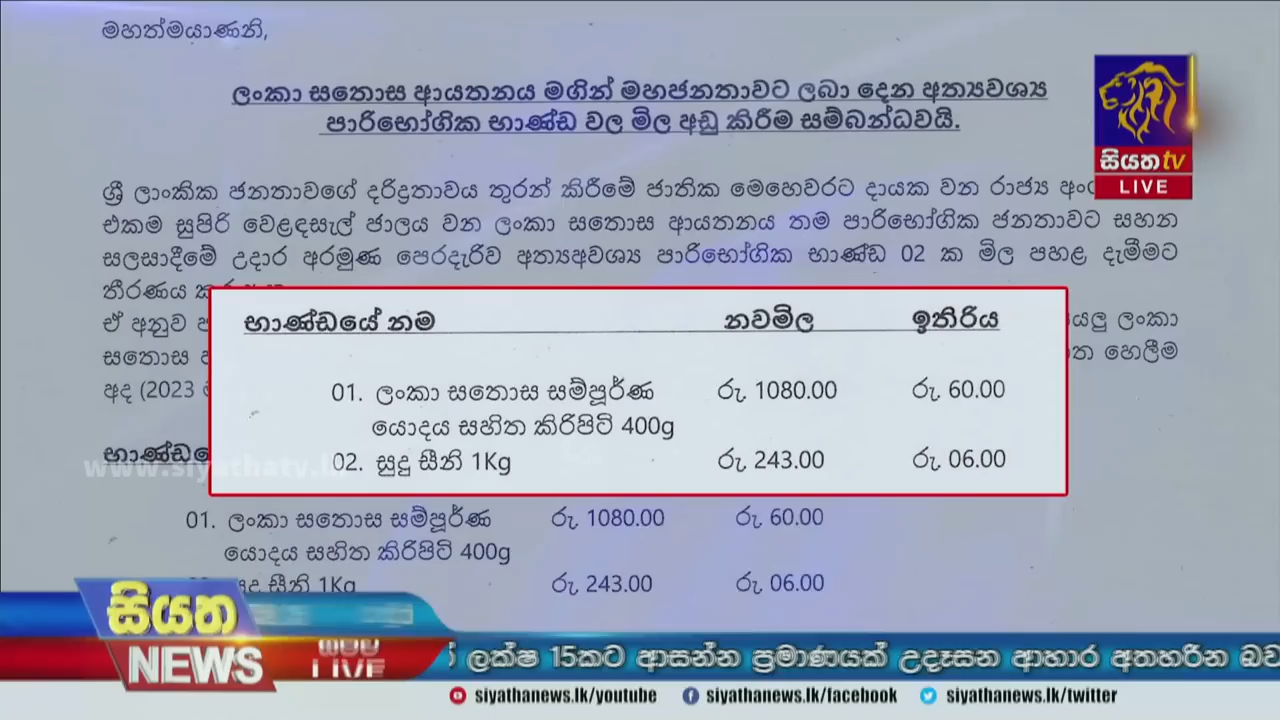 මහත්මයාණනි,
ලංකා සතොස ආයතනය මගින් මහජනතාවට ලබා දෙන අත්‍යවශ්‍ය
පාරිභෝගික භාණ්ඩ වල මිල අඩු කිරීම සම්බන්ධවයි.
සියත tv
LIVE
ශ්‍රී ලාංකික ජනතාවගේ දරිද්‍රතාවය තුරන් කිරීමේ ජාතික මෙහෙවරට දායක වන රාජ්‍ය
එකම සුපිරි වෙළඳසැල් ජාලය වන ලංකා සතොස ආයතනය තම පාරිභෝගික ජනතාවට සහන
සලසාදීමේ උදාර අරමුණ පෙරදැරිව අත්‍යඅවශ්‍ය පාරිභෝගික භාණ්ඩ 02 ක මිල පහළ දැමීමට
තීරණය
ඒ අනුව ලංකා
සතොස හෙලීම
අද (2023
භාණ්ඩයේ නම නවමිල ඉතිරිය
01. ලංකා සතොස සම්පූර්ණ රු. 1080.00 රු. 60.00
යොදය සහිත කිරිපිටි 400g
02. සුදු සීනි 1Kg රු. 243.00 රු. 06.00
www.siyathatv.l
01. ලංකා සතොස සම්පූර්ණ රු. 1080.00 රු. 60.00
යොදය සහිත කිරිපිටි 400g
සීනි 1Kg රු. 243.00 රු. 06.00
සියත
NEWS
LIVE
ලක්ෂ 15කට ආසන්න ප්‍රමාණයක් උදෑසන ආහාර අතහරින බව
siyathanews.lk/youtube siyathanews.lk/facebook siyathanews.lk/twitter